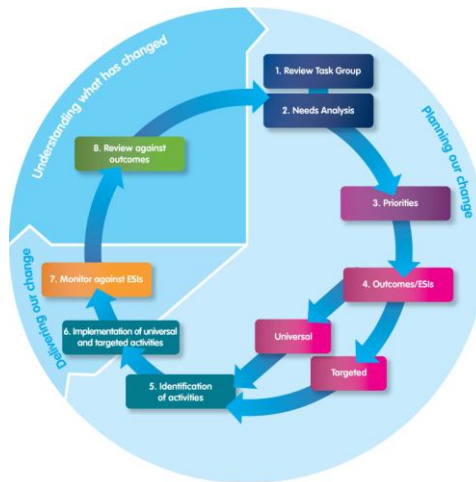 Understanding what has changed
1. Review Task Group
2. Needs Analysis
Planning our change
8. Review against
outcomes
3. Priorities
7. Monitor against ESIs
4. Outcomes/ESIs
Delivering our change
6. Implementation of universal
and targeted activities
Universal
Targeted
5. Identification
of activities